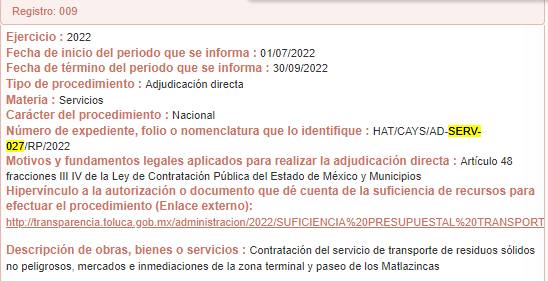 Registro: 009
Ejercicio : 2022
Fecha de inicio del periodo que se informa : 01/07/2022
Fecha de término del periodo que se informa : 30/09/2022
Tipo de procedimiento : Adjudicación directa
Materia : Servicios
Carácter del procedimiento : Nacional
Número de expediente, folio o nomenclatura que lo identifique : HAT/CAYS/AD-SERV-
027/RP/2022
Motivos y fundamentos legales aplicados para realizar la adjudicación directa : Artículo 48
fracciones III IV de la Ley de Contratación Pública del Estado de México y Municipios
Hipervínculo a la autorización o documento que dé cuenta de la suficiencia de recursos para
efectuar el procedimiento (Enlace externo):
http://transparencia.toluca.gob.mx/administracion/2022/SUFICIENCIA%20PRESUPUESTAL%20TRANSPORT
Descripción de obras, bienes o servicios : Contratación del servicio de transporte de residuos sólidos
no peligrosos, mercados e inmediaciones de la zona terminal y paseo de los Matlazincas